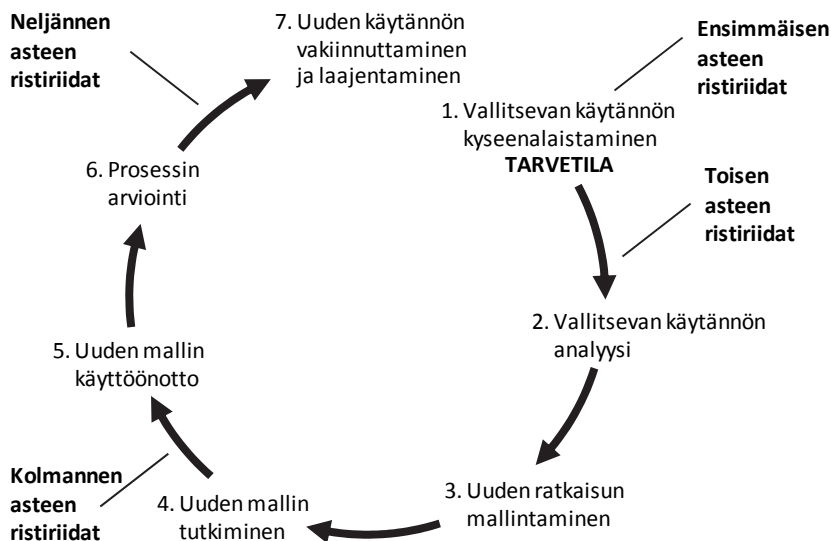 Neljännen
asteen
ristiriidat
7. Uuden käytännön
vakiinnuttaminen
ja laajentaminen
Ensimmäisen
asteen
ristiriidat
1. Vallitsevan käytännön
kyseenalaistaminen
TARVETILA
Toisen
asteen
ristiriidat
2. Vallitsevan käytännön
analyysi
3. Uuden ratkaisun
mallintaminen
4. Uuden mallin
tutkiminen
Kolmannen
asteen
ristiriidat
5. Uuden mallin
käyttöönotto
6. Prosessin
arviointi